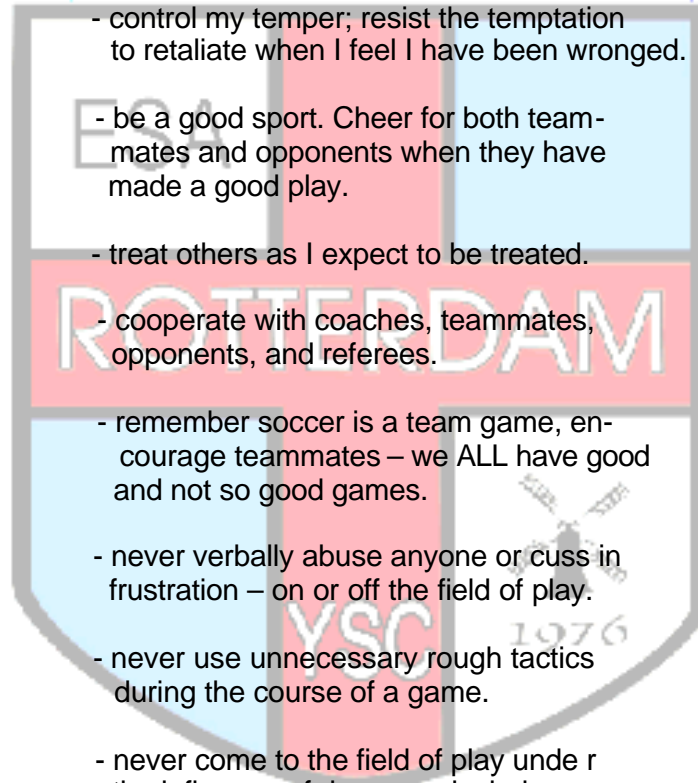 - control my temper; resist the temptation
to retaliate when I feel I have been wronged.
ESA
- be a good sport. Cheer for both team-
mates and opponents when they have
made a good play.
- treat others as I expect to be treated.
ROTTERDAM
- cooperate with coaches, teammates,
opponents, and referees.
- remember soccer is a team game, en-
courage teammates – we ALL have good
and not so good games.
- never verbally abuse anyone or cuss in
frustration – on or off the field of play.
YSC
1976
- never use unnecessary rough tactics
during the course of a game.
- never come to the field of play unde r